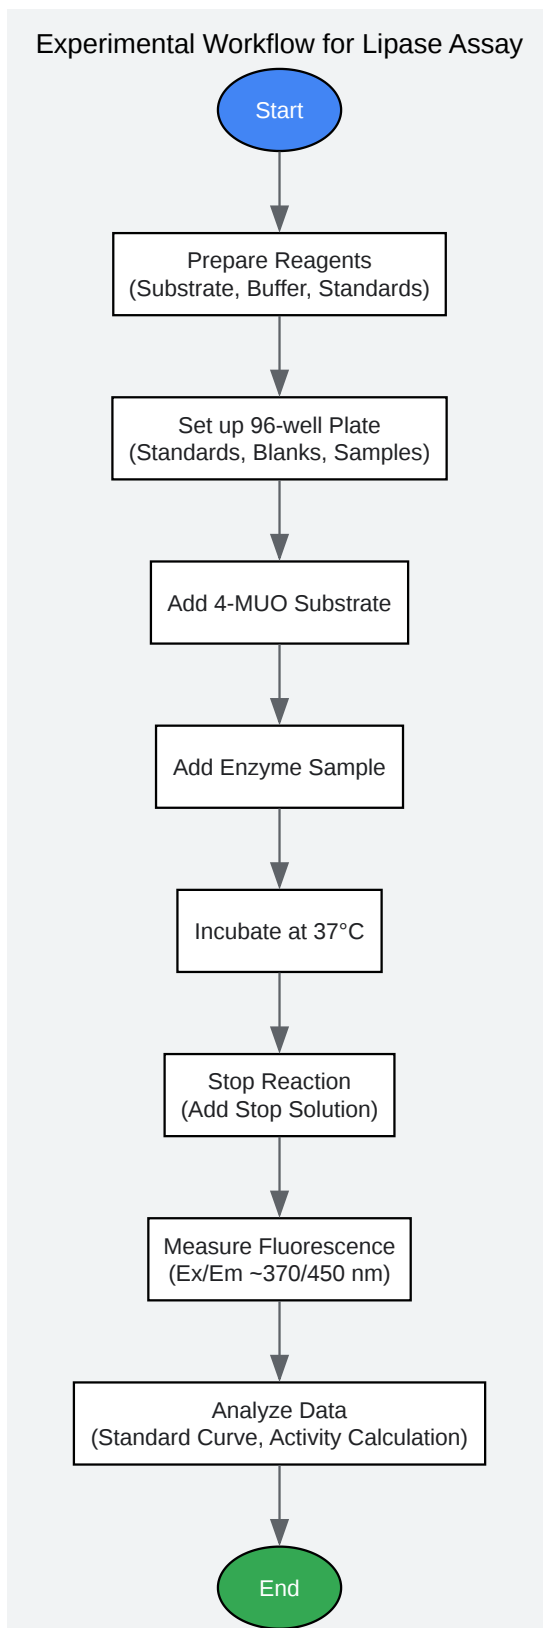 Experimental Workflow for Lipase Assay
Start
Prepare Reagents
(Substrate, Buffer, Standards)
Set up 96-well Plate
(Standards, Blanks, Samples)
Add 4-MUO Substrate
Add Enzyme Sample
Incubate at 37°C
Stop Reaction
(Add Stop Solution)
Measure Fluorescence
(Ex/Em ~370/450 nm)
Analyze Data
(Standard Curve, Activity Calculation)
End